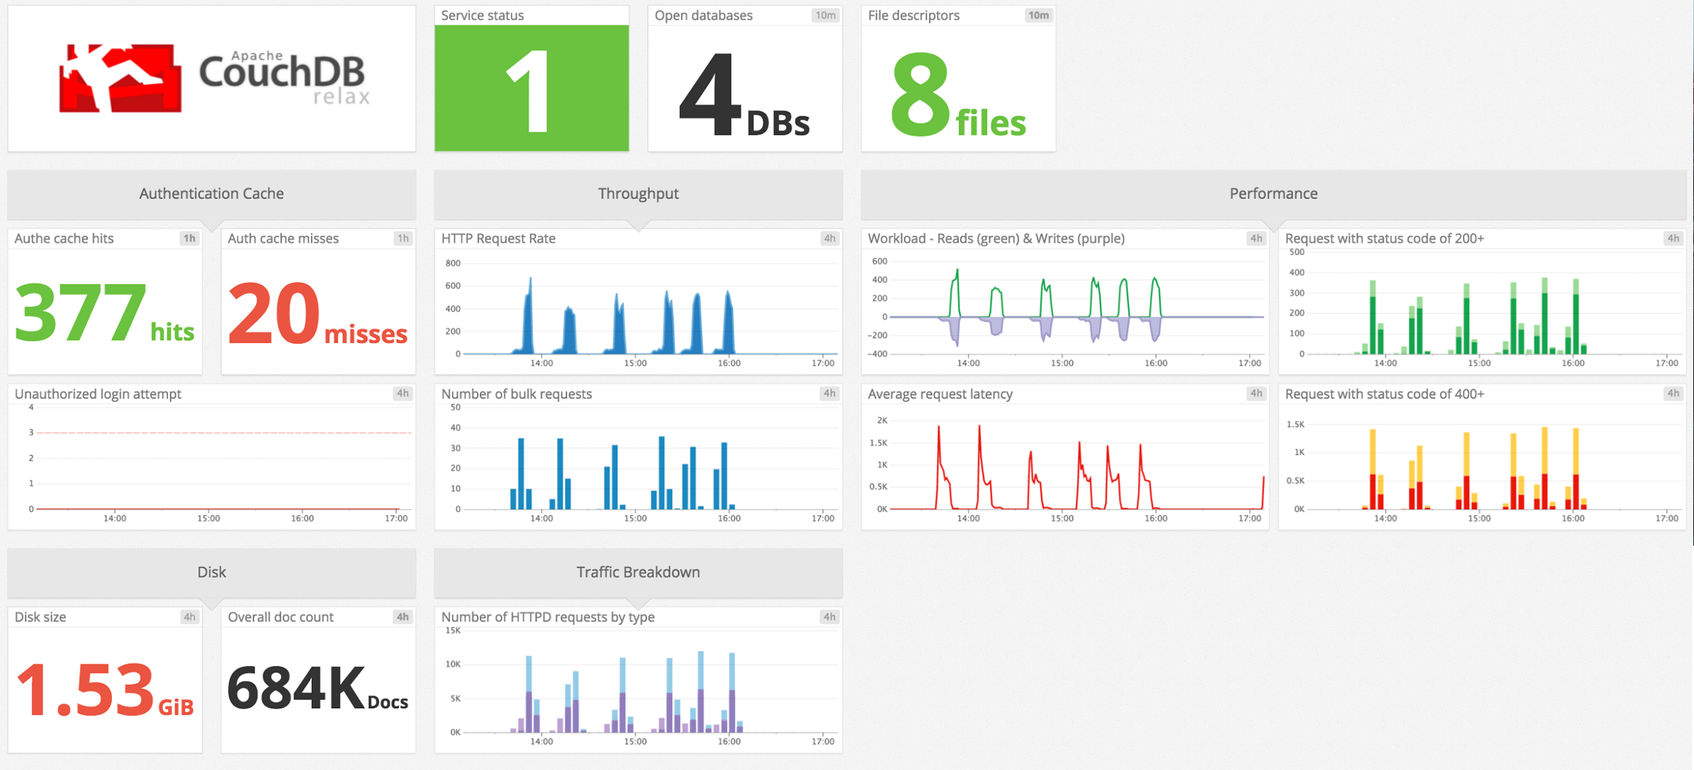 Apache
CouchDB
relax
Service status
1
Open databases 10m
4 DBs
File descriptors 10m
8 files
Authentication Cache
Authe cache hits 1h
377 hits
Auth cache misses 1h
20 misses
Unauthorized login attempt 4h
4
3
2
1
0
14:00 15:00 16:00 17:00
Throughput
HTTP Request Rate 4h
800
600
400
200
0
14:00 15:00 16:00 17:00
Number of bulk requests 4h
50
40
30
20
10
0
14:00 15:00 16:00 17:00
Performance
Workload - Reads (green) & Writes (purple) 4h
600
400
200
0
-200
-400
14:00 15:00 16:00 17:00
Request with status code of 200+ 4h
500
400
300
200
100
0
14:00 15:00 16:00 17:00
Average request latency 4h
2K
1.5K
1K
0.5K
0K
14:00 15:00 16:00 17:00
Request with status code of 400+ 4h
1.5K
1K
0.5K
0K
14:00 15:00 16:00 17:00
Disk
Disk size 4h
1.53 GiB
Overall doc count 4h
684K Docs
Traffic Breakdown
Number of HTTPD requests by type 4h
15K
10K
5K
0K
14:00 15:00 16:00 17:00